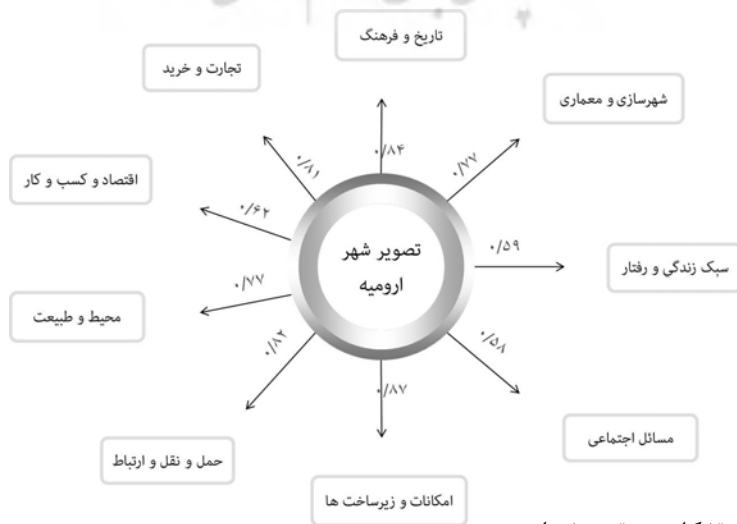 تاریخ و فرهنگ
تجارت و خرید
شهرسازی و معماری
۰/۸۴
۰/۸۱
۰/۷۷
اقتصاد و کسب و کار
۰/۶۲
تصویر شهر
ارومیه
۰/۵۹
سبک زندگی و رفتار
۰/۷۷
محیط و طبیعت
۰/۸۲
۰/۸۷
۰/۵۸
مسائل اجتماعی
حمل و نقل و ارتباط
امکانات و زیرساخت ها